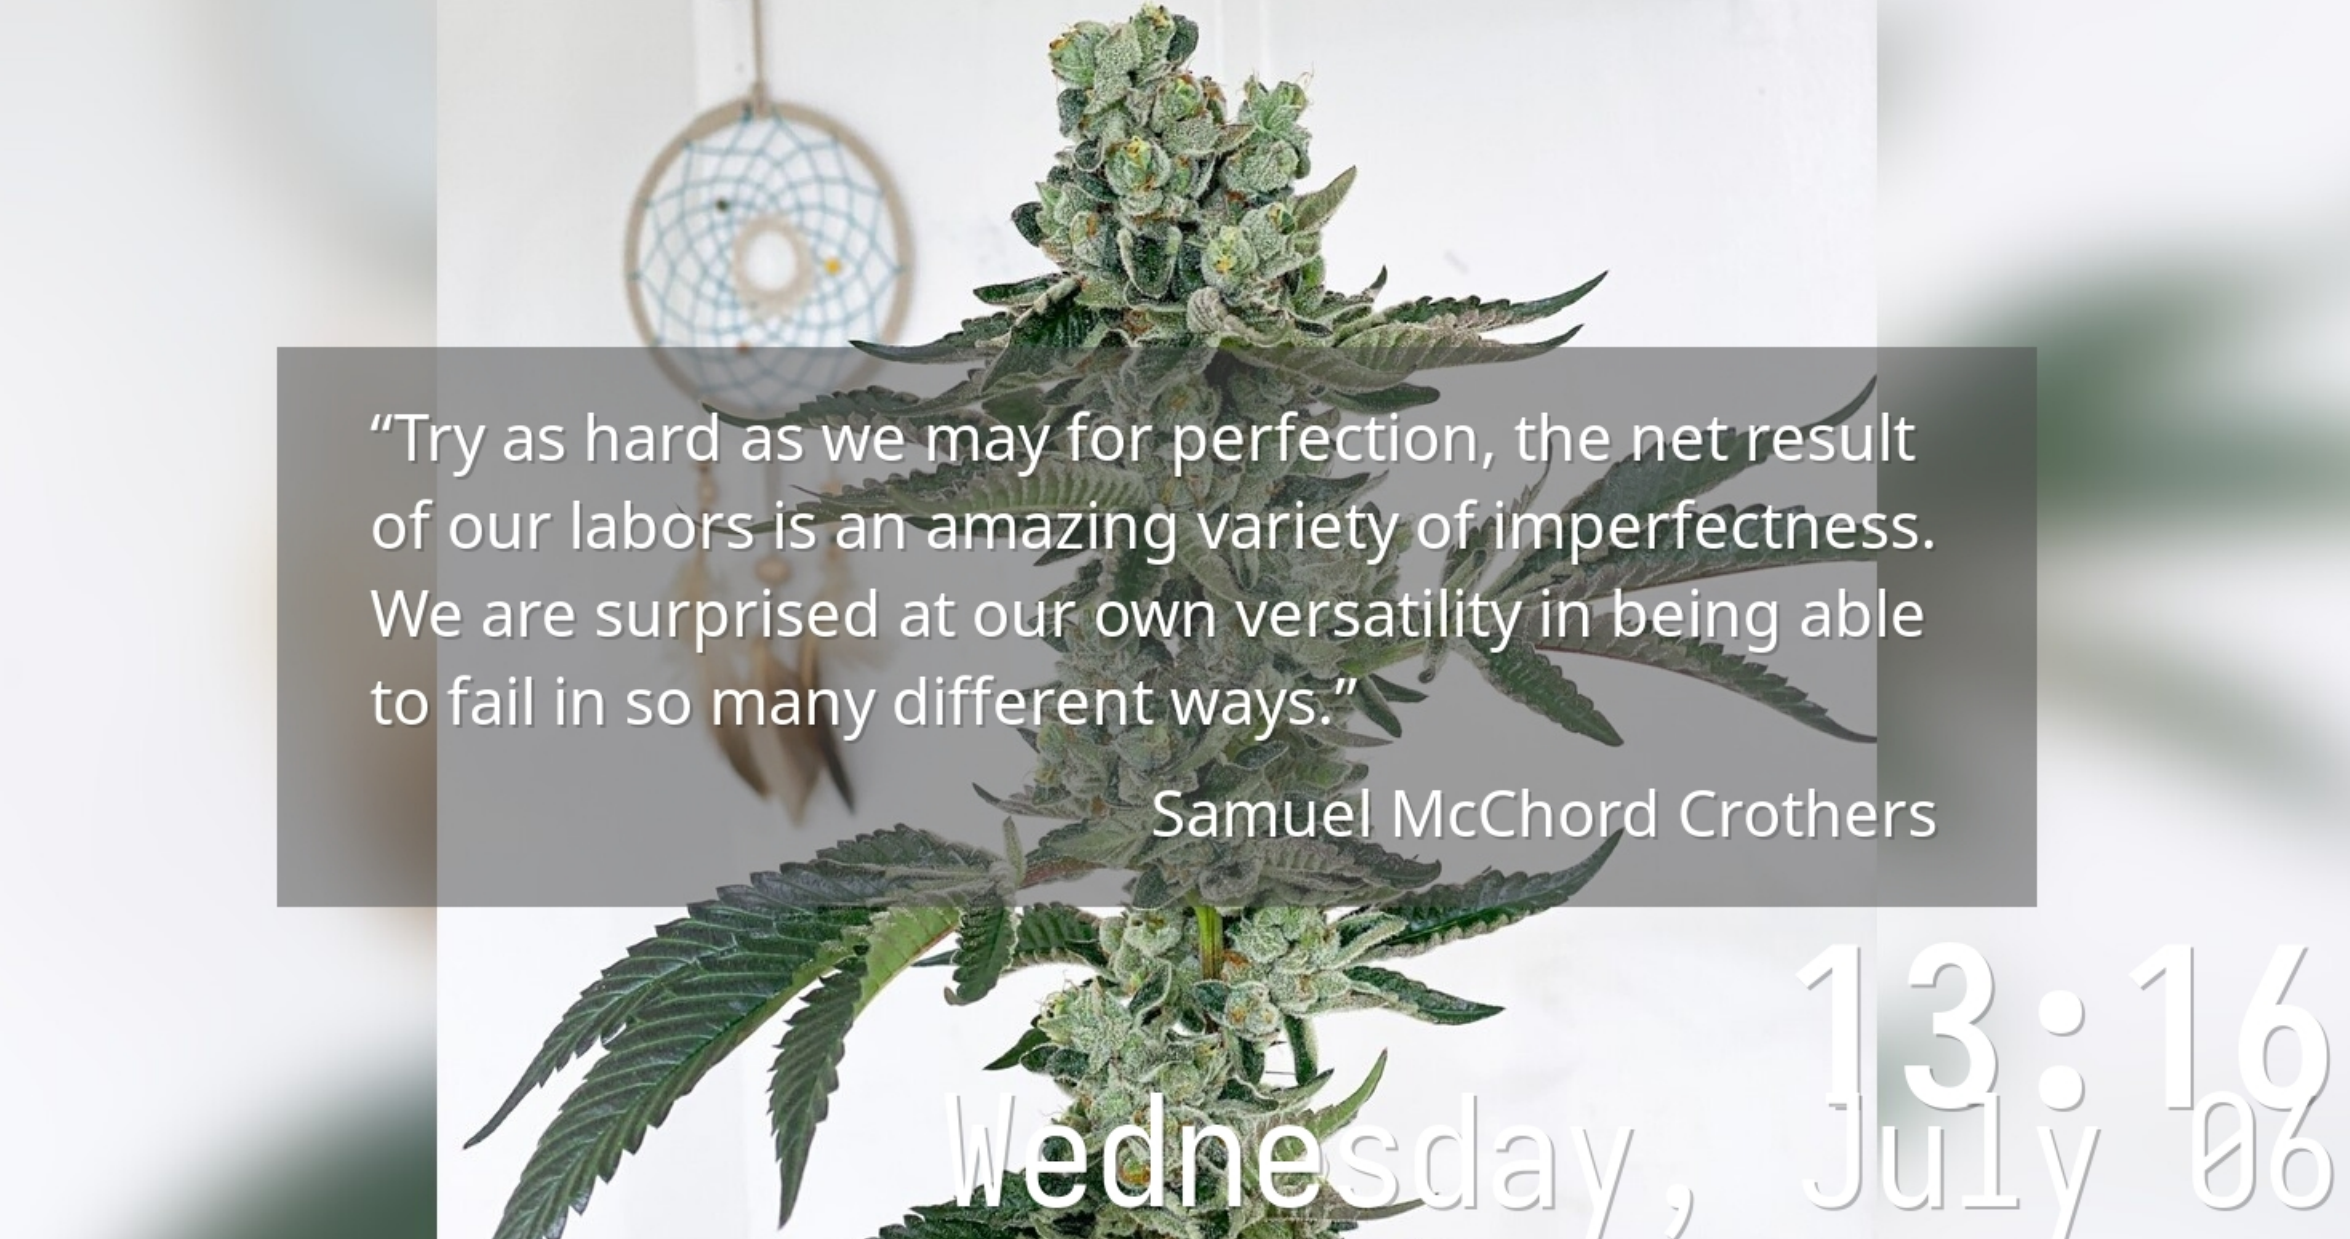 “Try as hard as we may for perfection, the net result
of our labors is an amazing variety of imperfectness.
We are surprised at our own versatility in being able
to fail in so many different ways.”
Samuel McChord Crothers
13:16
Wednesday, July 06